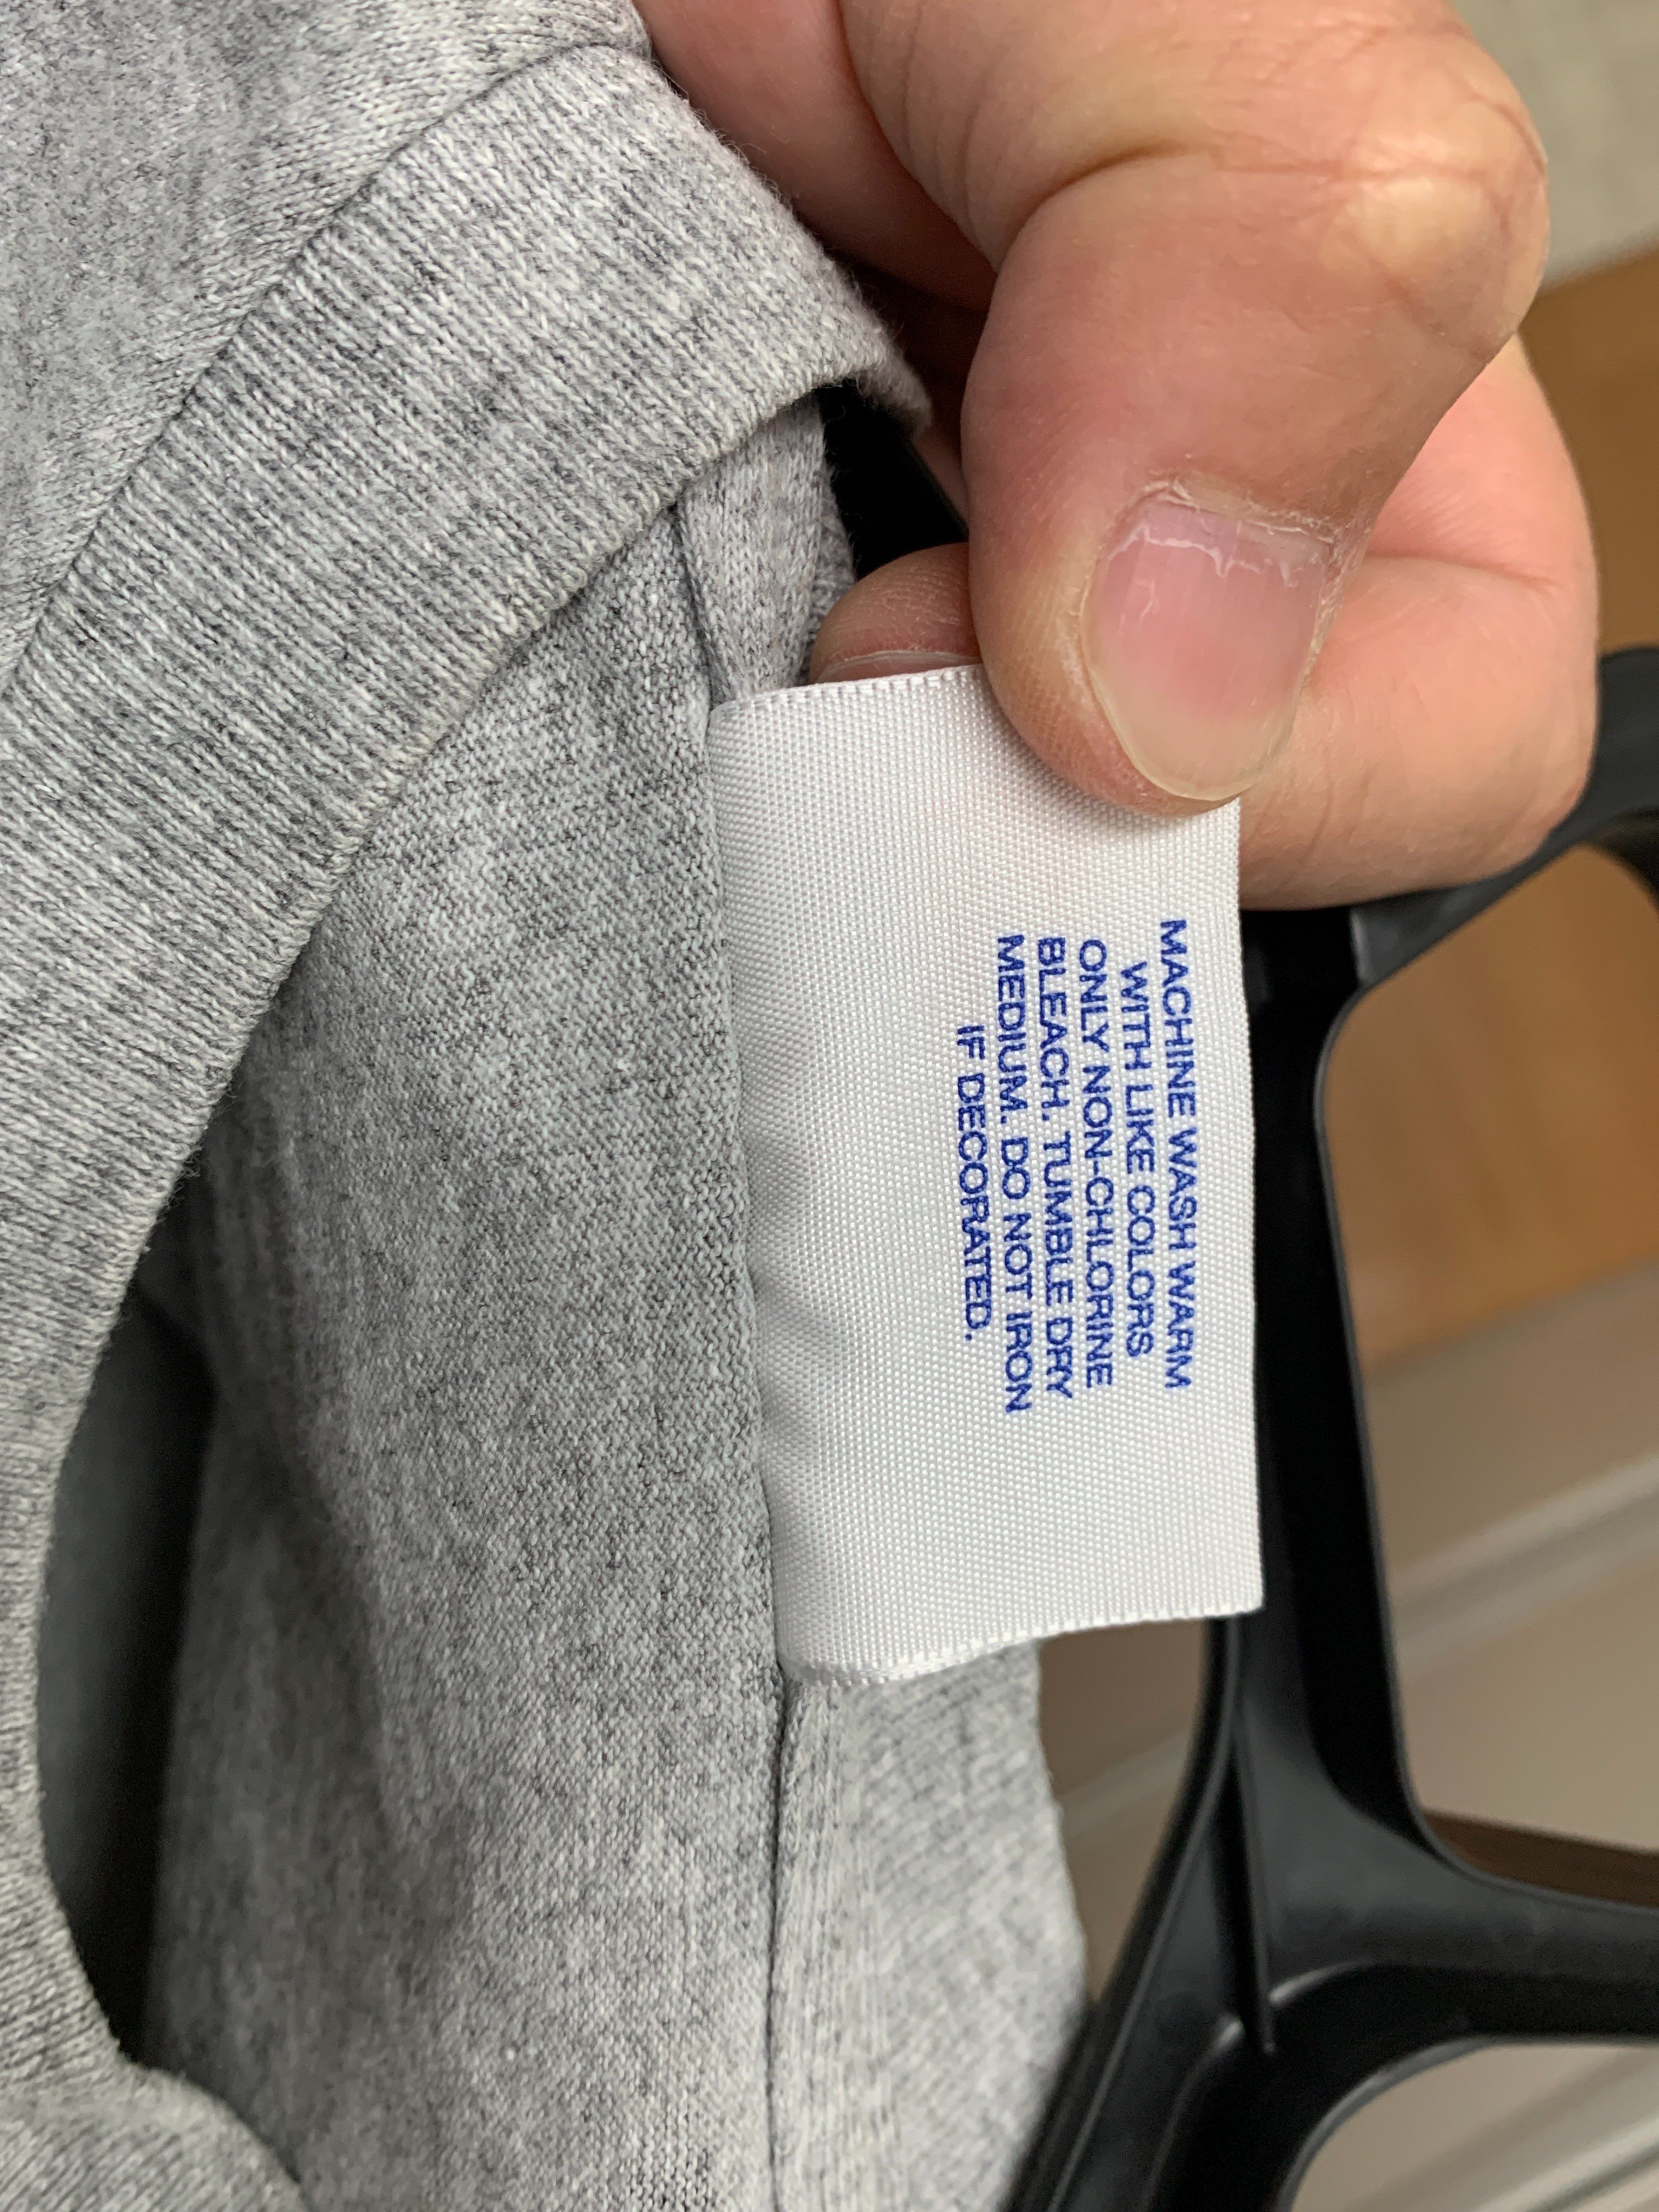 MACHINE WASH WARM
WITH LIKE COLORS
ONLY NON-CHLORINE
BLEACH. TUMBLE DRY
MEDIUM. DO NOT IRON
IF DECORATED.